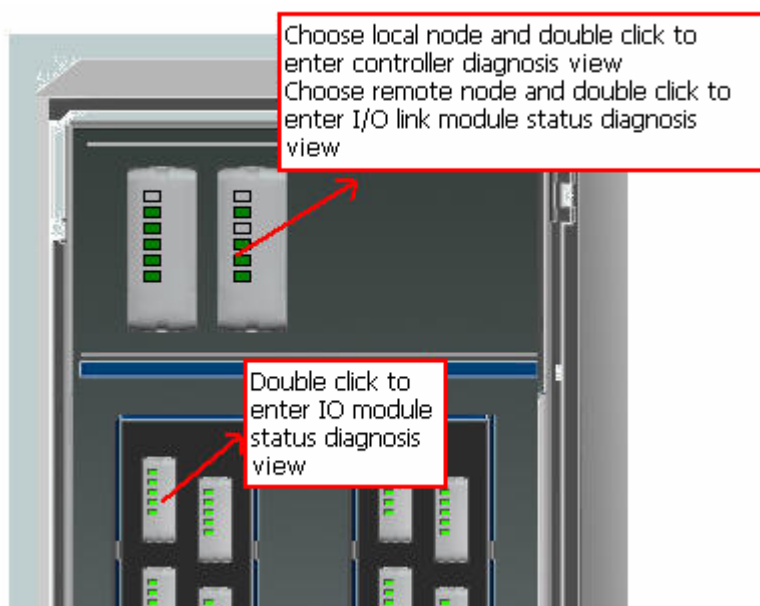 Choose local node and double click to
enter controller diagnosis view
Choose remote node and double click to
enter I/O link module status diagnosis
view
Double click to
enter IO module
status diagnosis
view